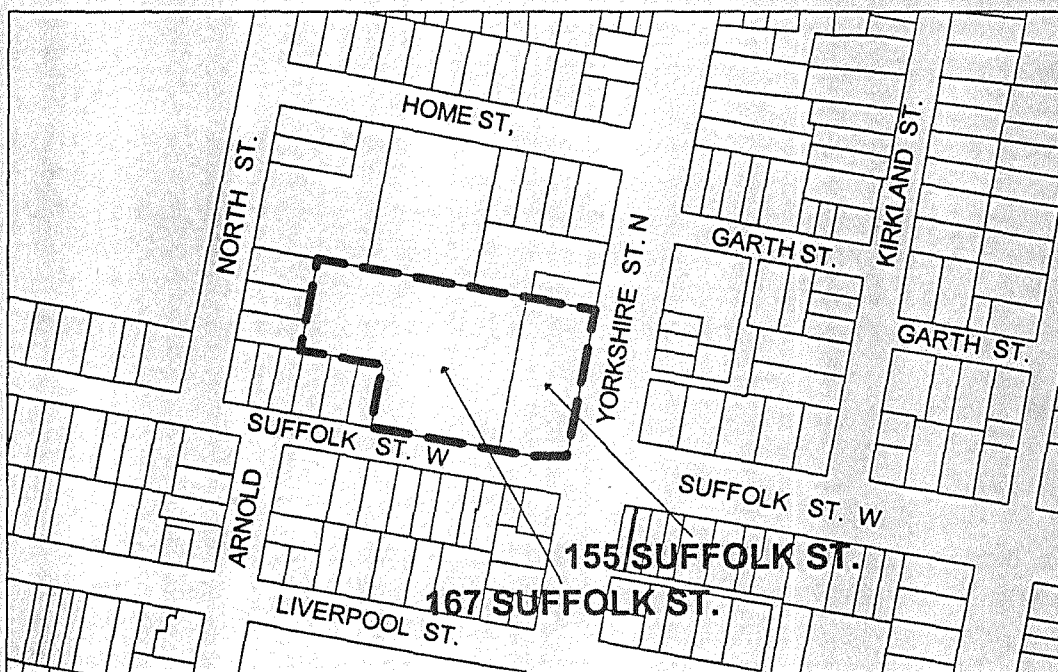 HOME ST,
NORTH ST.
KIRKLAND ST.
YORKSHIRE ST. N
GARTH ST.
GARTH ST.
SUFFOLK ST. W
ARNOLD
SUFFOLK ST. W
155 SUFFOLK ST.
167 SUFFOLK ST.
LIVERPOOL ST.